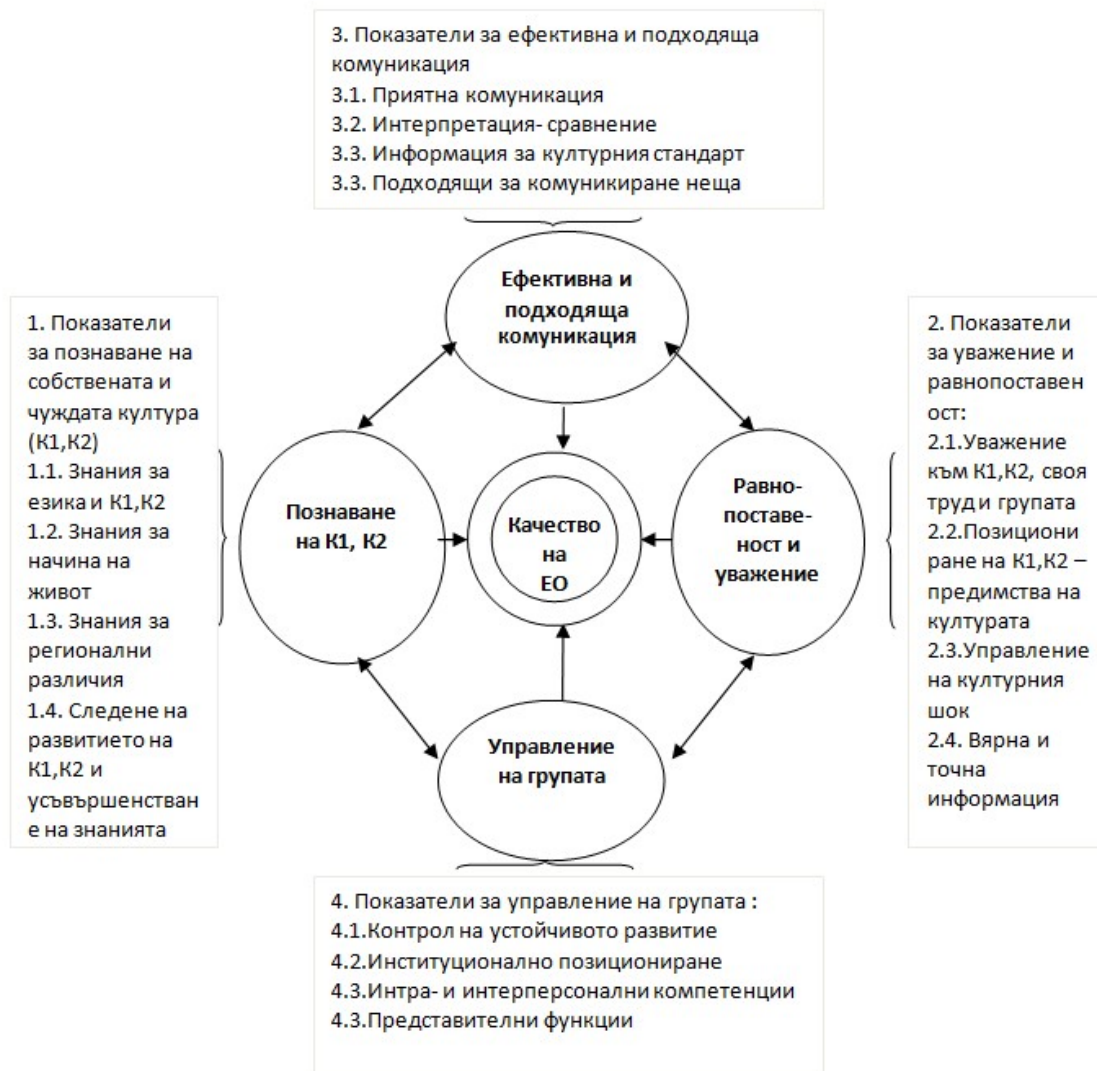 3. Показатели за ефективна и подходяща
комуникация
3.1. Приятна комуникация
3.2. Интерпретация- сравнение
3.3. Информация за културния стандарт
3.3. Подходящи за комуникиране неща
Ефективна и
подходяща
комуникация
1. Показатели
за познаване на
собствената и
чуждата култура
(К1,К2)
1.1. Знания за
езика и К1,К2
1.2. Знания за
начина на
живот
1.3. Знания за
регионални
различия
1.4. Следене на
развитието на
К1,К2 и
усъвършенстван
е на знанията
Познаване
на К1, К2
Качество
на
ЕО
Равно-
поставе-
ност и
уважение
2. Показатели
за уважение и
равнопоставен
ост:
2.1.Уважение
към К1,К2, своя
труд и групата
2.2.Позициони
ране на К1,К2 –
предимства на
културата
2.3.Управление
на културния
шок
2.4. Вярна и
точна
информация
Управление
на групата
4. Показатели за управление на групата :
4.1.Контрол на устойчивото развитие
4.2.Институционално позициониране
4.3.Интра- и интерперсонални компетенции
4.3.Представителни функции